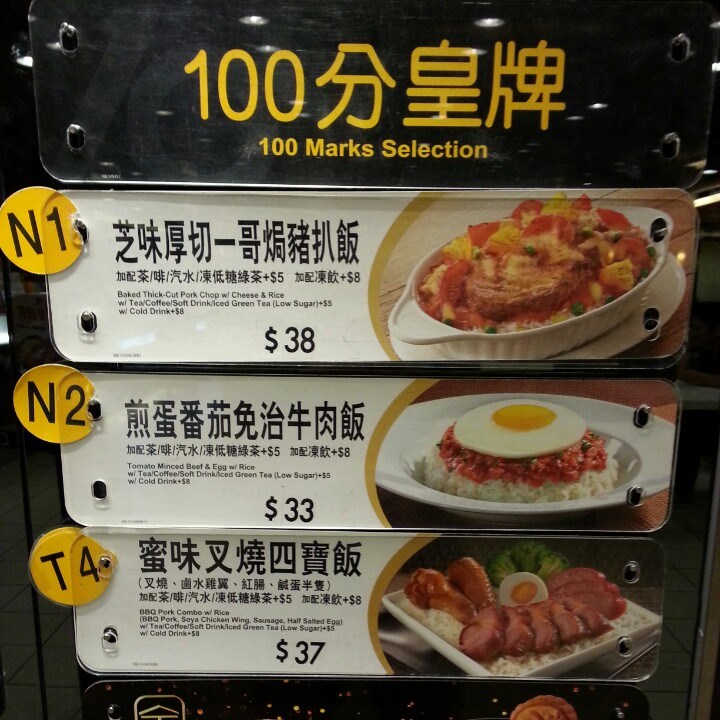 100分皇牌
100 Marks Selection
N1
芝味厚切一哥焗豬扒飯
加配茶/啡/汽水/凍低糖綠茶+$5 加配凍飲+$8
Baked Thick-Cut Pork Chop w/ Cheese & Rice
w/ Tea/Coffee/Soft Drink/Iced Green Tea (Low Sugar)+$5
w/ Cold Drink+$8
$38
N2
煎蛋番茄免治牛肉飯
加配茶/啡/汽水/凍低糖綠茶+$5 加配凍飲+$8
Tomato Minced Beef & Egg w/ Rice
w/ Tea/Coffee/Soft Drink/Iced Green Tea (Low Sugar)+$5
w/ Cold Drink+$8
$33
T4
蜜味叉燒四寶飯
(叉燒、鹵水雞翼、紅腸、鹹蛋半隻)
加配茶/啡/汽水/凍低糖綠茶+$5 加配凍飲+$8
BBQ Pork Combo w/ Rice
(BBQ Pork, Soya Chicken Wing, Sausage, Half Salted Egg)
w/ Tea/Coffee/Soft Drink/Iced Green Tea (Low Sugar)+$5
w/ Cold Drink+$8
$37